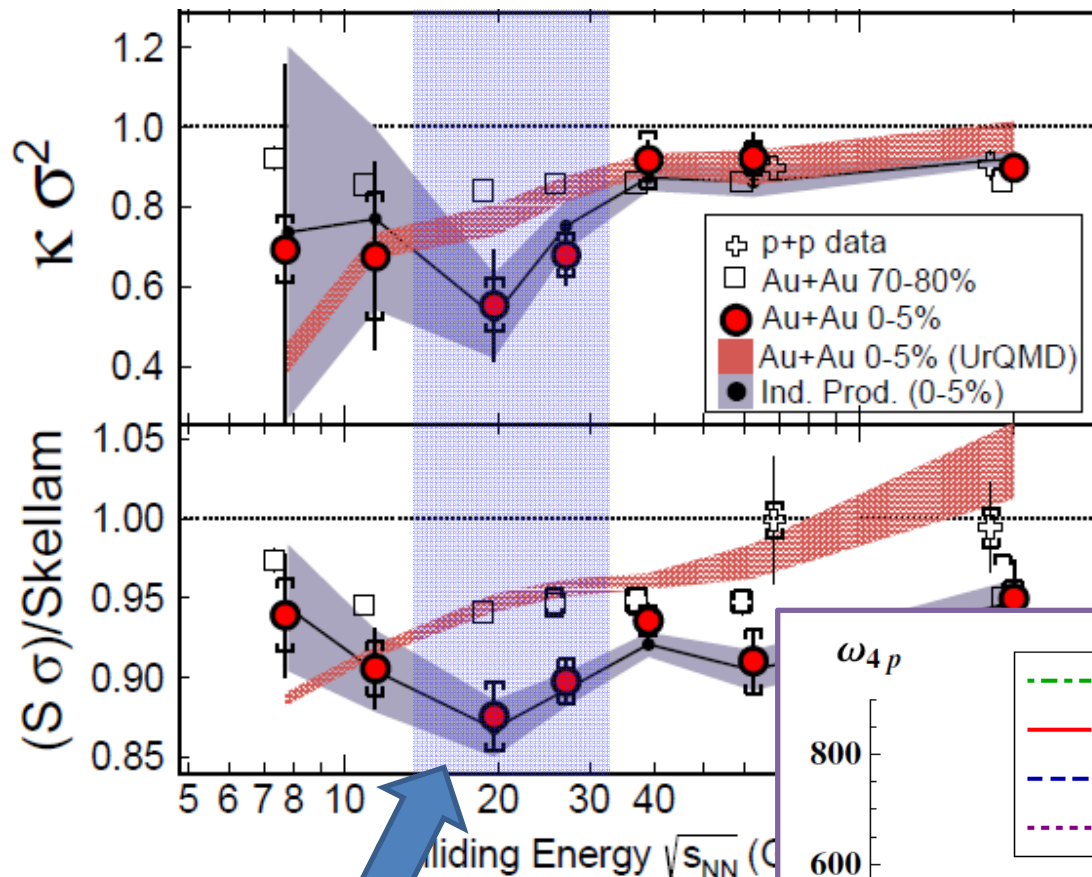 1.2
1.0
0.8
0.6
0.4
κ σ²
p+p data
Au+Au 70-80%
Au+Au 0-5%
Au+Au 0-5% (UrQMD)
Ind. Prod. (0-5%)
1.05
1.00
0.95
0.90
0.85
(S σ)/Skellam
5 6 7 8 10 20 30 40
lliding Energy √sNN (
ω4 p
800
600